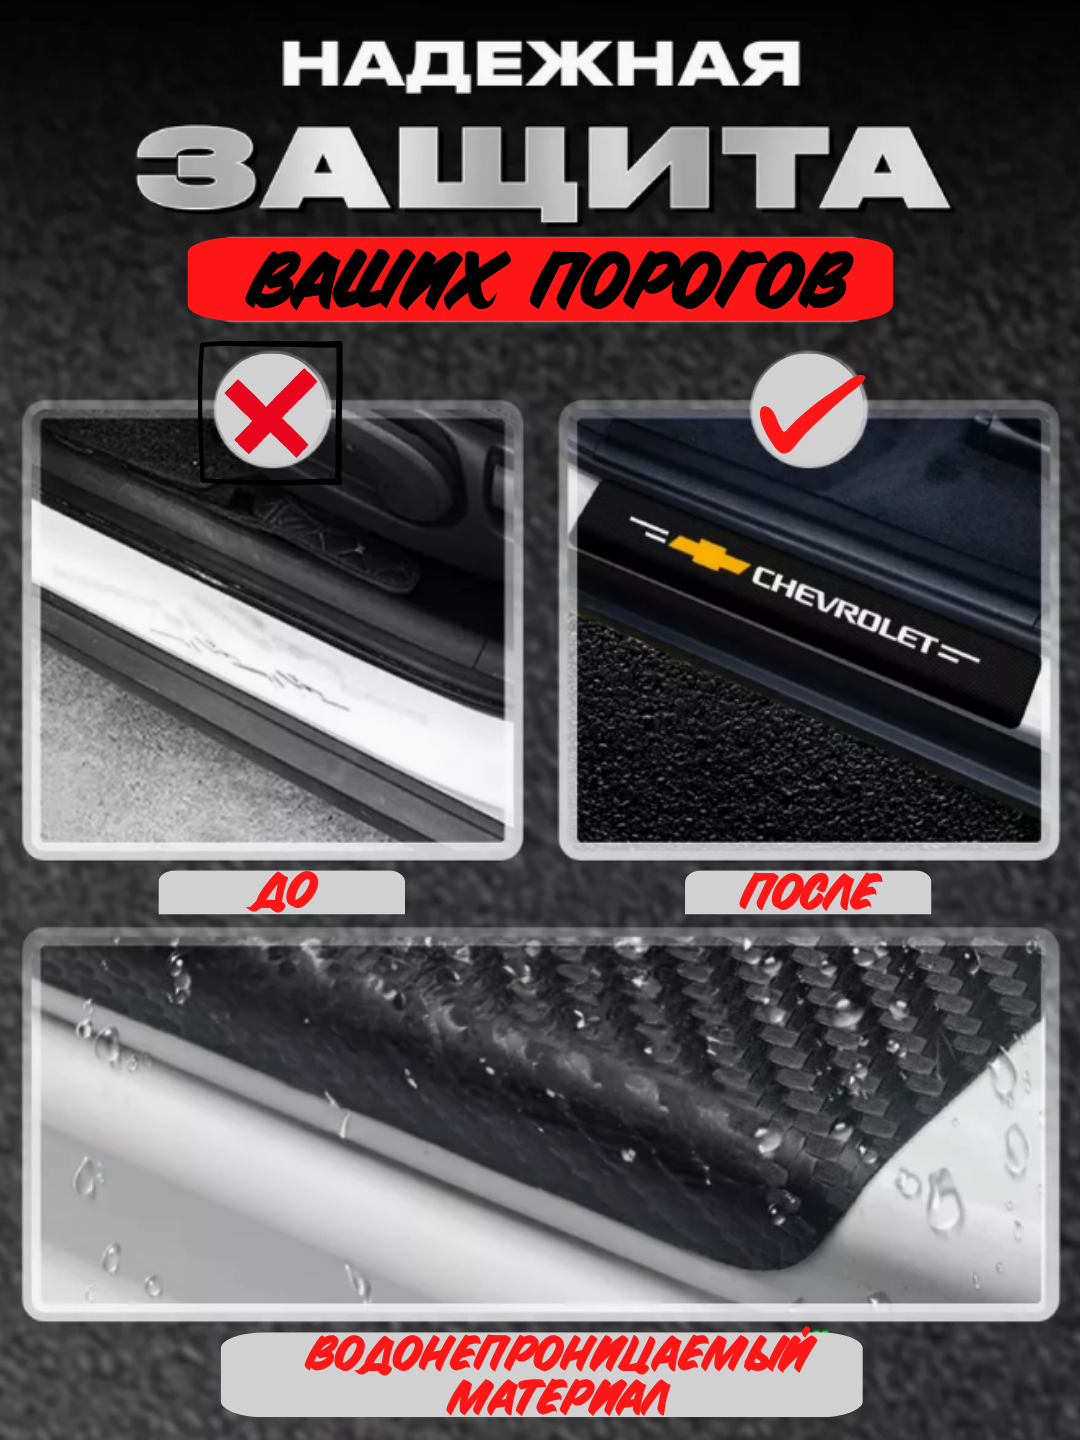 НАДЕЖНАЯ
ЗАЩИТА
ВАШИХ ПОРОГОВ
CHEVROLET
ДО
ПОСЛЕ
ВОДОНЕПРОНИЦАЕМЫЙ
МАТЕРИАЛ